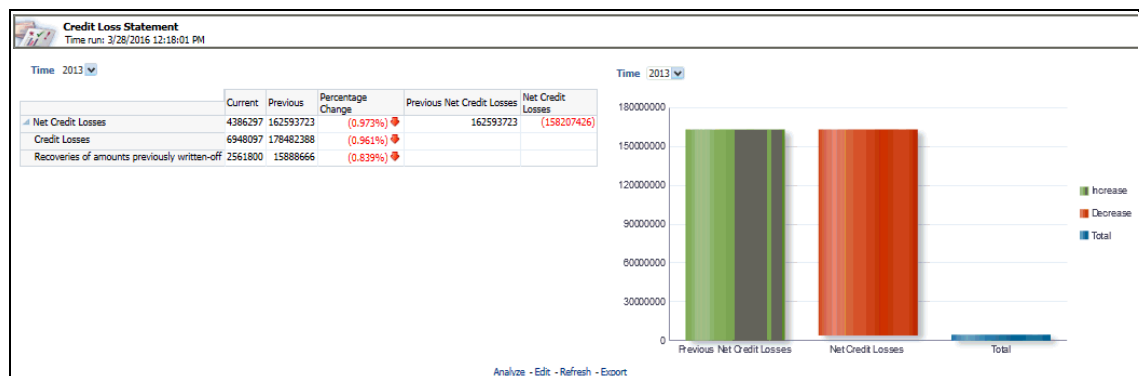 Credit Loss Statement
Time run: 3/28/2016 12:18:01 PM
Time 2013
Current Previous Percentage Change Previous Net Credit Losses Net Credit Losses
Net Credit Losses 4386297 162593723 (0.973%) 162593723 (158207426)
Credit Losses 6948097 178482388 (0.961%)
Recoveries of amounts previously written-off 2561800 15888666 (0.839%)
Time 2013
180000000
150000000
120000000
90000000
60000000
30000000
0
Previous Net Credit Losses Net Credit Losses Total
Increase
Decrease
Total
Analyze - Edit - Refresh - Export